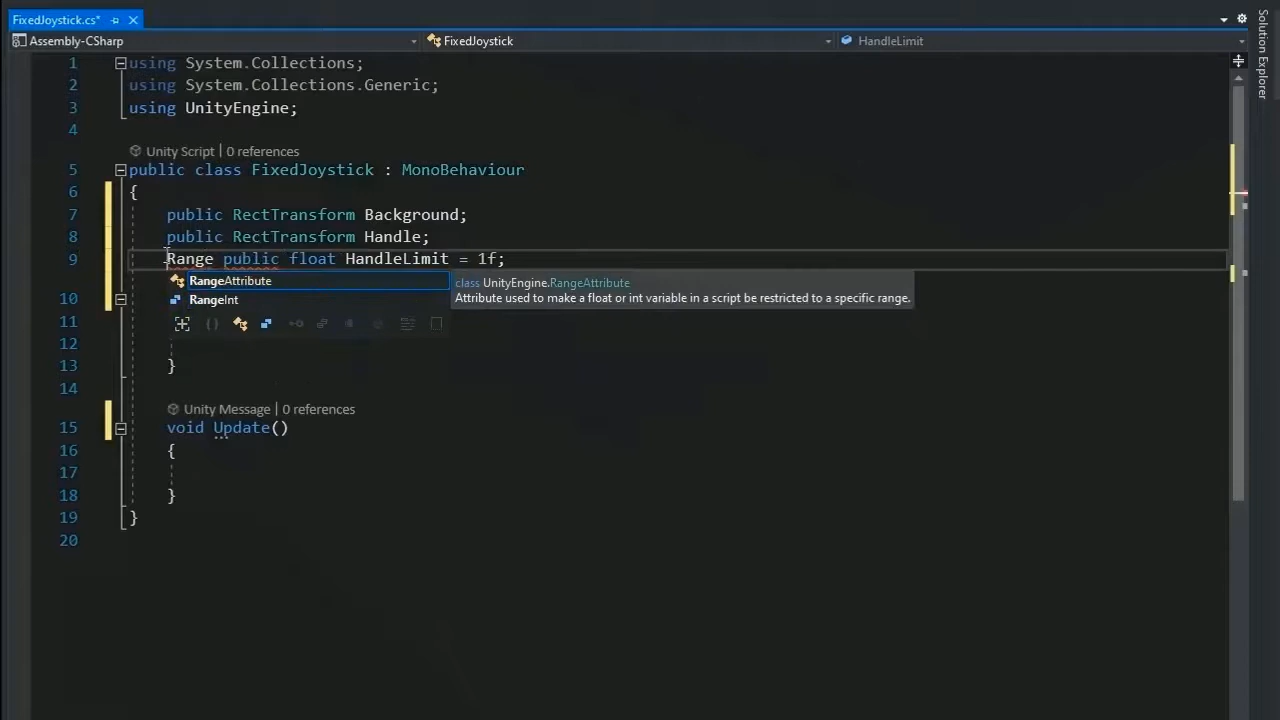 FixedJoystick.cs*
Assembly-CSharp FixedJoystick HandleLimit
Solution Explorer
1 using System.Collections;
2 using System.Collections.Generic;
3 using UnityEngine;
4
Unity Script | 0 references
5 public class FixedJoystick : MonoBehaviour
6 {
7 public RectTransform Background;
8 public RectTransform Handle;
9 Range public float HandleLimit = 1f;
RangeAttribute
class UnityEngine.RangeAttribute
Attribute used to make a float or int variable in a script be restricted to a specific range.
10 RangeInt
11
12
13 }
14
Unity Message | 0 references
15 void Update()
16 {
17
18 }
19 }
20